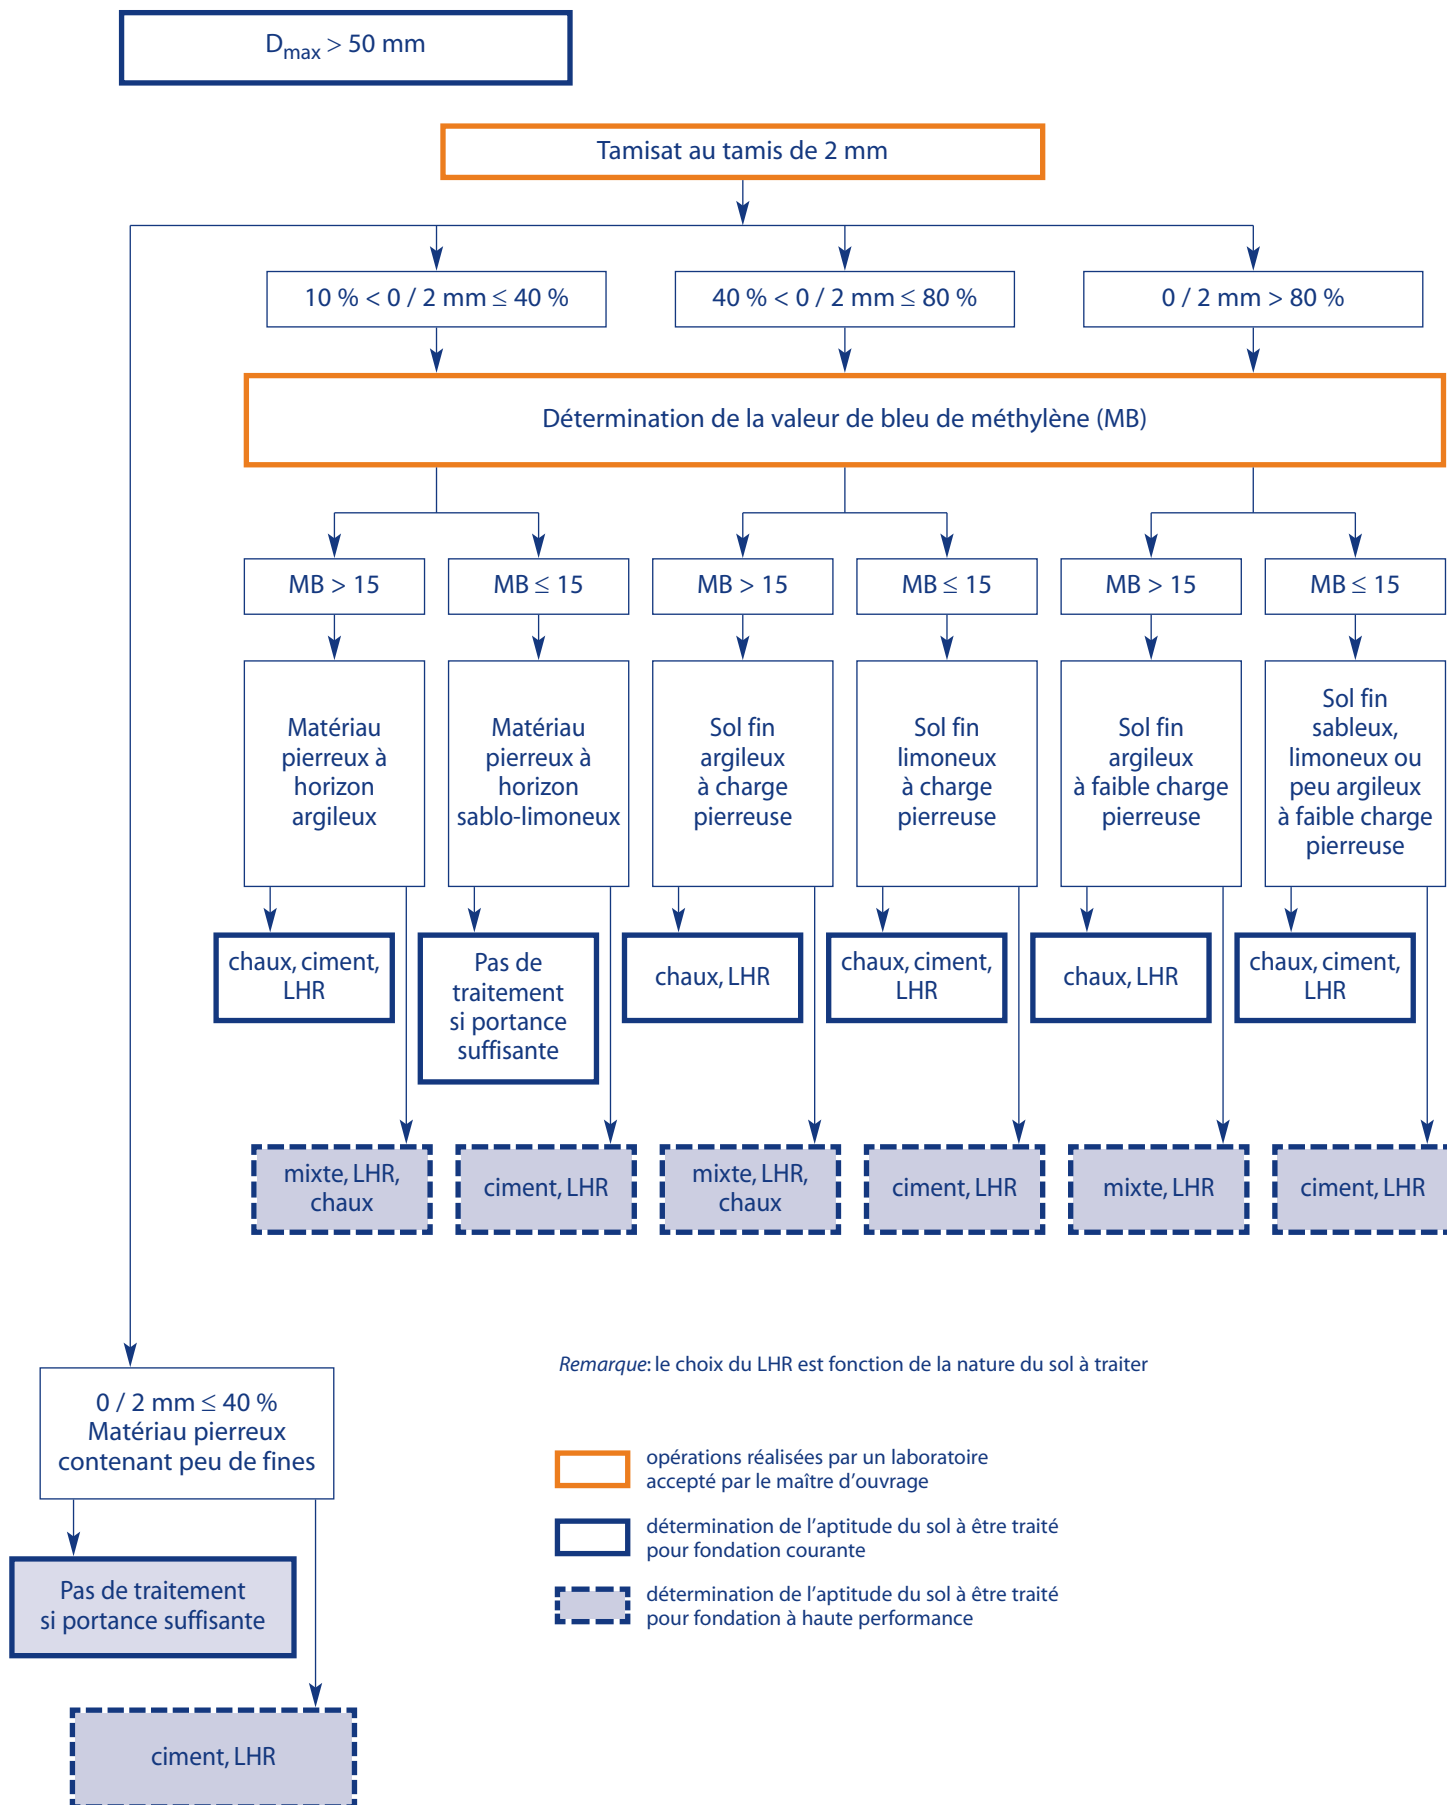 Dmax > 50 mm
Tamisat au tamis de 2 mm
10 % < 0 / 2 mm ≤ 40 %
40 % < 0 / 2 mm ≤ 80 %
0 / 2 mm > 80 %
Détermination de la valeur de bleu de méthylène (MB)
MB > 15
MB ≤ 15
MB > 15
MB ≤ 15
MB > 15
MB ≤ 15
Matériau
pierreux à
horizon
argileux
Matériau
pierreux à
horizon
sablo-limoneux
Sol fin
argileux
à charge
pierreuse
Sol fin
limoneux
à charge
pierreuse
Sol fin
argileux
à faible charge
pierreuse
Sol fin
sableux,
limoneux ou
peu argileux
à faible charge
pierreuse
chaux, ciment,
LHR
Pas de
traitement
si portance
suffisante
chaux, LHR
chaux, ciment,
LHR
chaux, LHR
chaux, ciment,
LHR
mixte, LHR,
chaux
ciment, LHR
mixte, LHR,
chaux
ciment, LHR
mixte, LHR
ciment, LHR
Remarque: le choix du LHR est fonction de la nature du sol à traiter
0 / 2 mm ≤ 40 %
Matériau pierreux
contenant peu de fines
Pas de traitement
si portance suffisante
ciment, LHR
opérations réalisées par un laboratoire
accepté par le maître d'ouvrage
détermination de l'aptitude du sol à être traité
pour fondation courante
détermination de l'aptitude du sol à être traité
pour fondation à haute performance